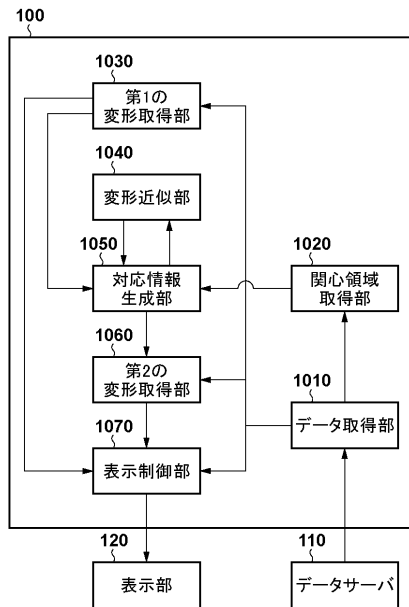 100
1030
第1の
変形取得部
1040
変形近似部
1050
対応情報
生成部
1020
関心領域
取得部
1060
第2の
変形取得部
1010
データ取得部
1070
表示制御部
120
表示部
110
データサーバ